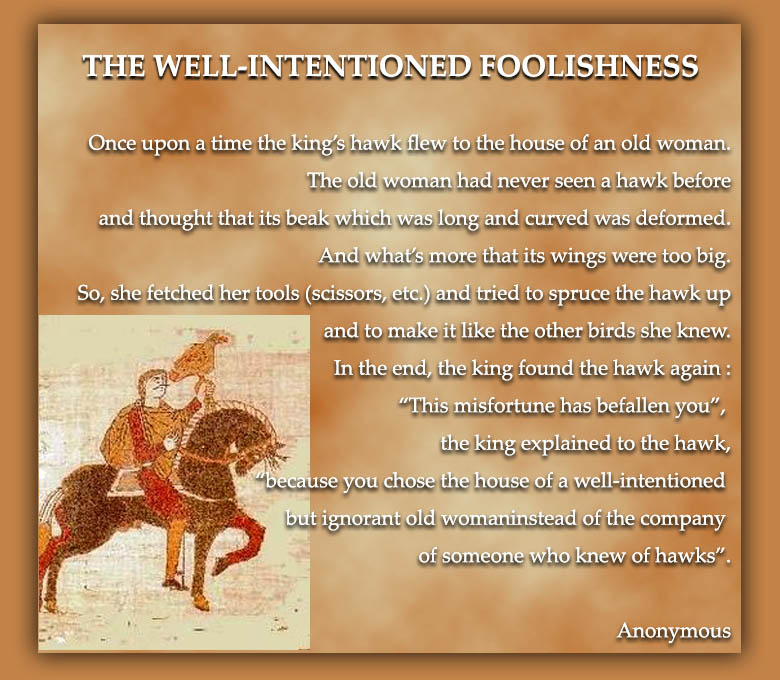 THE WELL-INTENTIONED FOOLISHNESS
Once upon a time the king’s hawk flew to the house of an old woman.
The old woman had never seen a hawk before
and thought that its beak which was long and curved was deformed.
And what’s more that its wings were too big.
So, she fetched her tools (scissors, etc.) and tried to spruce the hawk up
and to make it like the other birds she knew.
In the end, the king found the hawk again :
“This misfortune has befallen you”,
the king explained to the hawk,
“because you chose the house of a well-intentioned
but ignorant old womaninstead of the company
of someone who knew of hawks”.
Anonymous